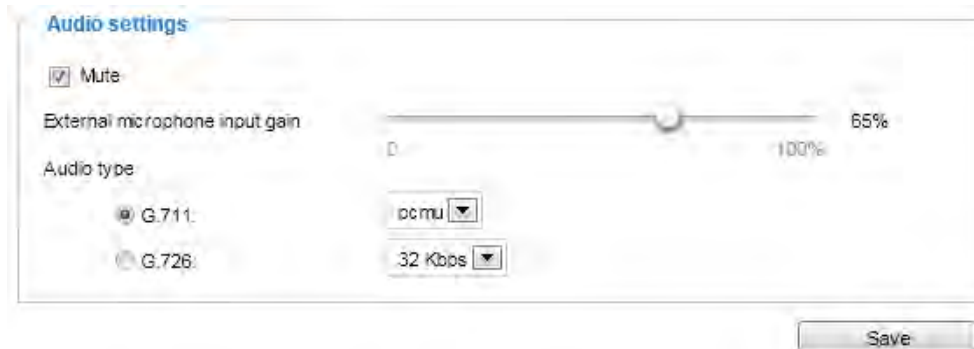 Audio settings
Mute
External microphone input gain 65%
0 100%
Audio type
G.711: pcmu
G.726: 32 Kbps
Save